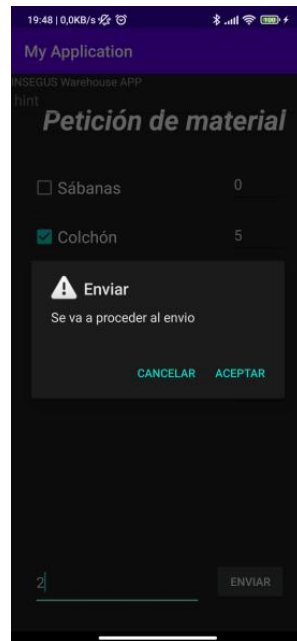 19:48 | 0,0KB/s
100
My Application
INSEGUS Warehouse APP
hint
Petición de material
Sábanas 0
Colchón 5
Enviar
Se va a proceder al envio
CANCELAR ACEPTAR
2 ENVIAR